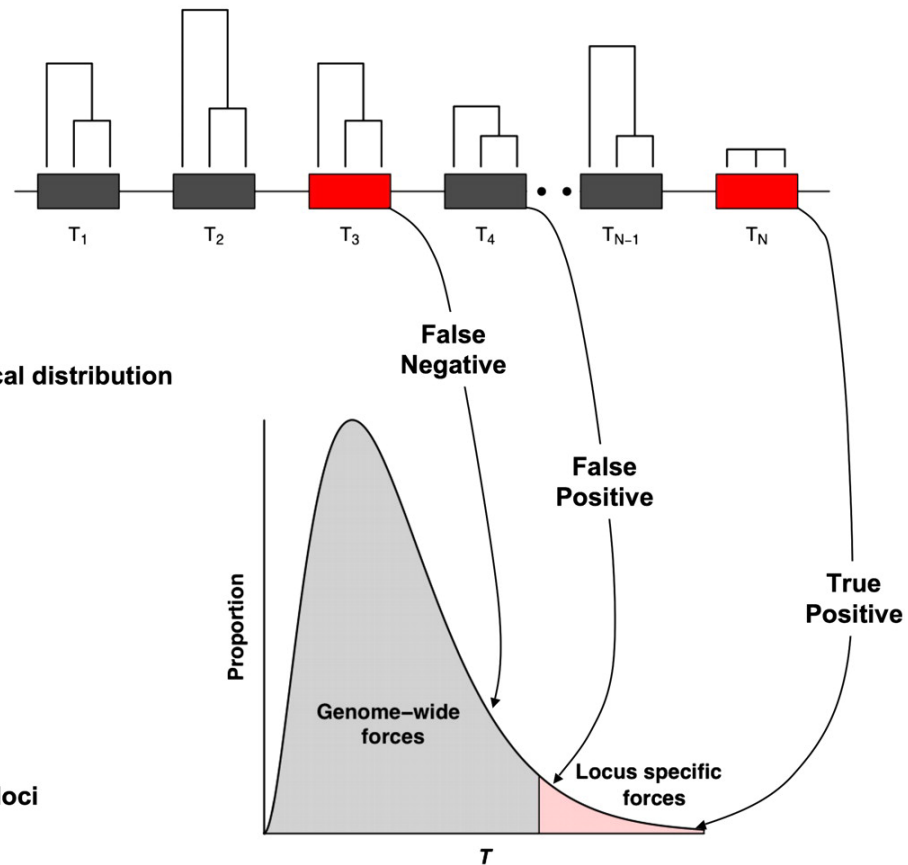 T1
T2
T3
T4
TN−1
TN
False
Negative
cal distribution
False
Positive
True
Positive
Proportion
Genome−wide
forces
Locus specific
forces
loci
T